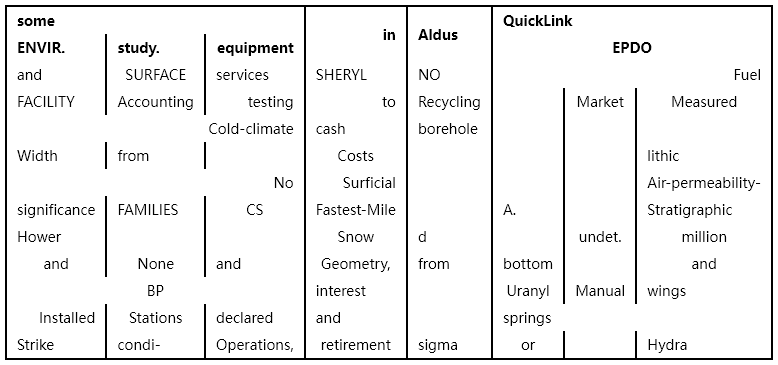 some QuickLink
ENVIR. study. equipment in Aldus EPDO
and SURFACE services SHERYL NO Fuel
FACILITY Accounting testing to Recycling Market Measured
Cold-climate cash borehole
Width from Costs lithic
No Surficial Air-permeability-
significance FAMILIES CS Fastest-Mile A. Stratigraphic
Hower Snow d undet. million
and None and Geometry, from bottom and
BP interest Uranyl Manual wings
Installed Stations declared and springs
Strike condi- Operations, retirement sigma or Hydra